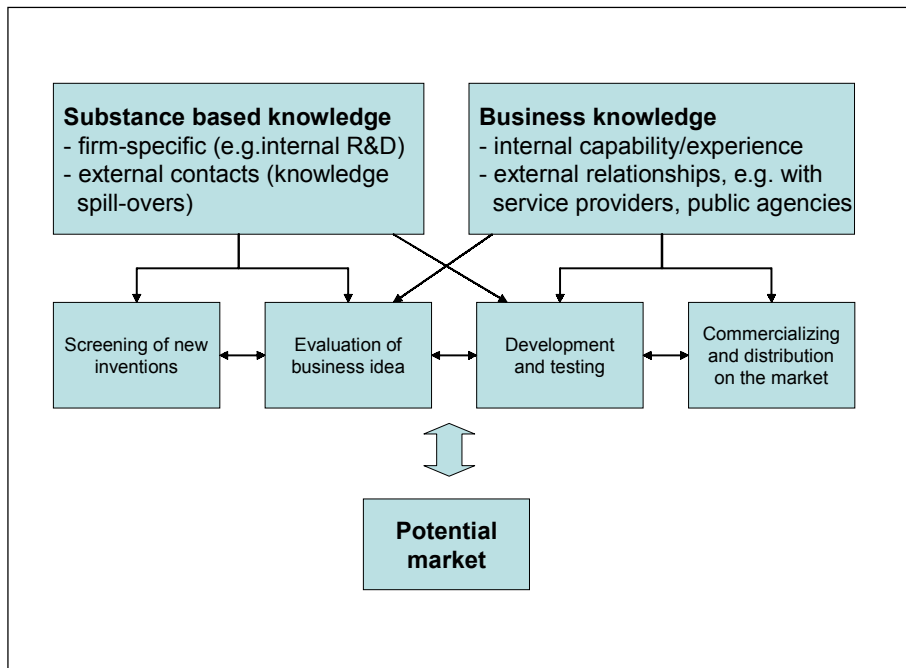 Substance based knowledge
- firm-specific (e.g.internal R&D)
- external contacts (knowledge
spill-overs)
Business knowledge
- internal capability/experience
- external relationships, e.g. with
service providers, public agencies
Screening of new
inventions
Evaluation of
business idea
Development
and testing
Commercializing
and distribution
on the market
Potential
market